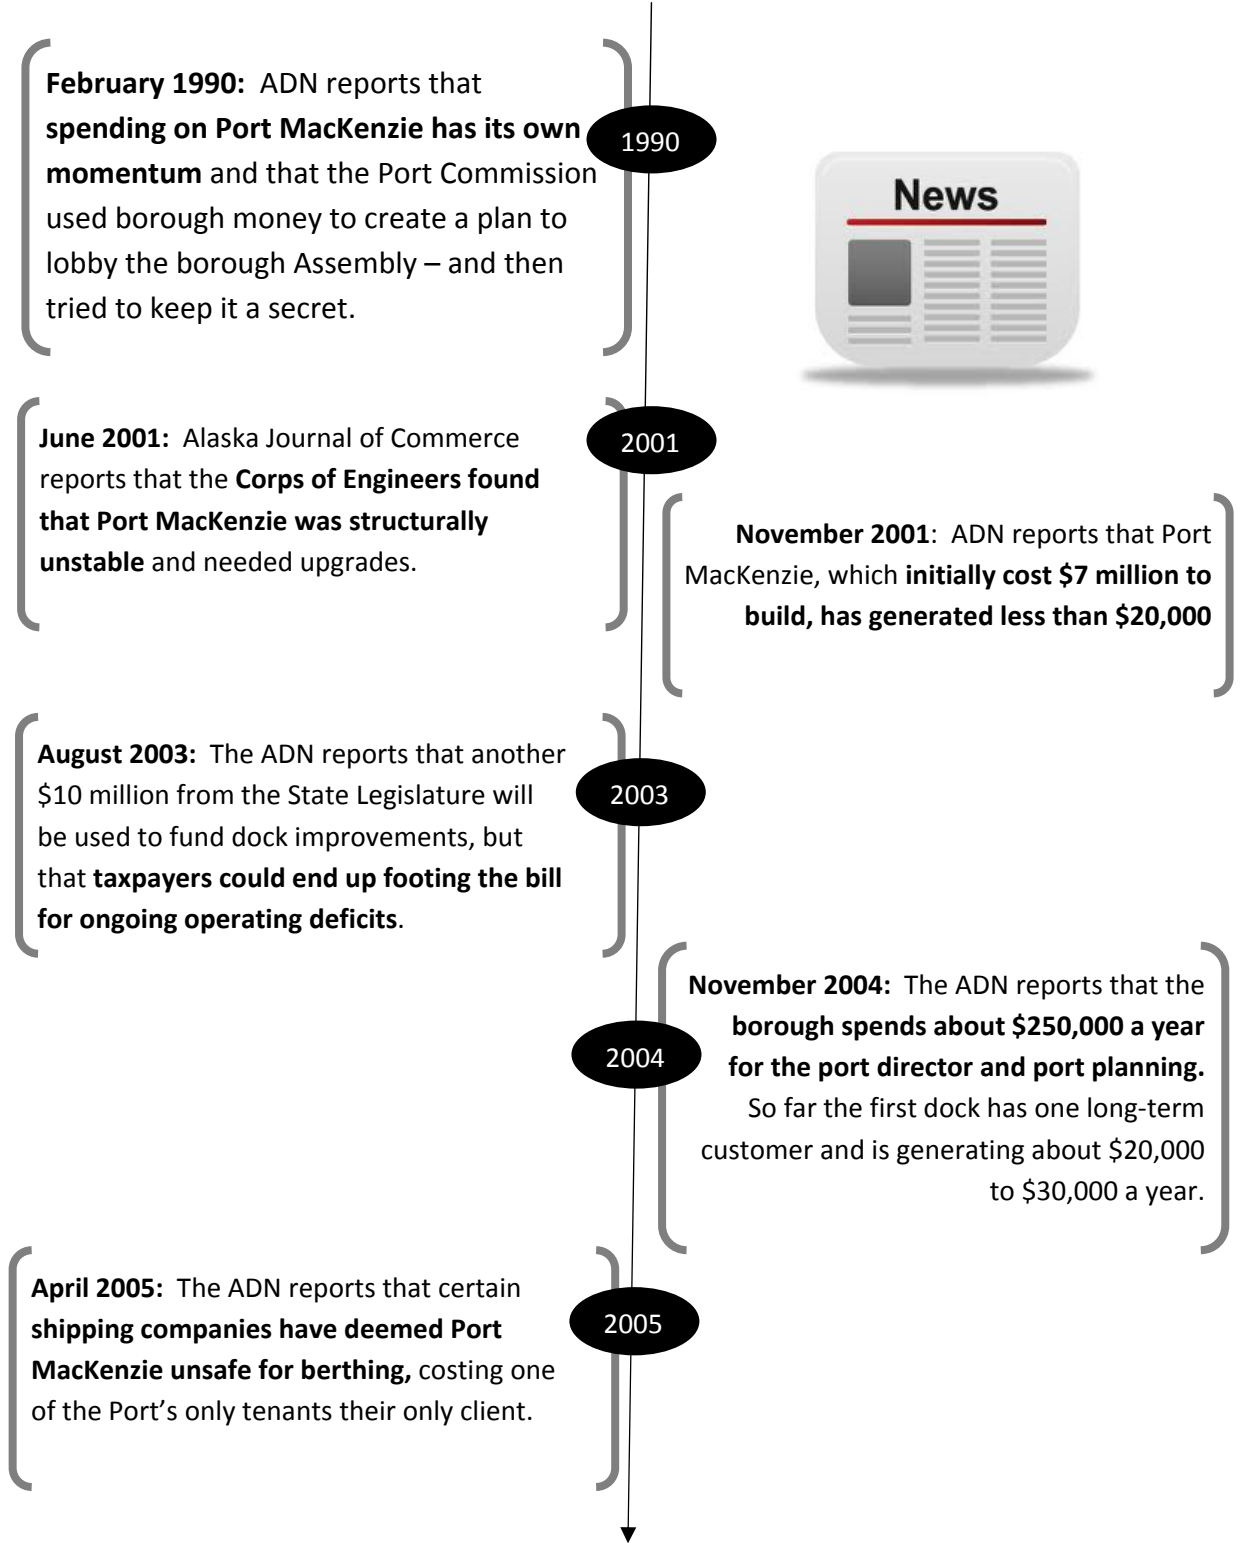 February 1990:  ADN reports that
spending on Port MacKenzie has its own
momentum and that the Port Commission
used borough money to create a plan to
lobby the borough Assembly – and then
tried to keep it a secret.
1990
News
June 2001:  Alaska Journal of Commerce
reports that the Corps of Engineers found
that Port MacKenzie was structurally
unstable and needed upgrades.
2001
November 2001:  ADN reports that Port
MacKenzie, which initially cost $7 million to
build, has generated less than $20,000
August 2003:  The ADN reports that another
$10 million from the State Legislature will
be used to fund dock improvements, but
that taxpayers could end up footing the bill
for ongoing operating deficits.
2003
November 2004:  The ADN reports that the
borough spends about $250,000 a year
for the port director and port planning.
So far the first dock has one long-term
customer and is generating about $20,000
to $30,000 a year.
2004
April 2005:  The ADN reports that certain
shipping companies have deemed Port
MacKenzie unsafe for berthing, costing one
of the Port’s only tenants their only client.
2005